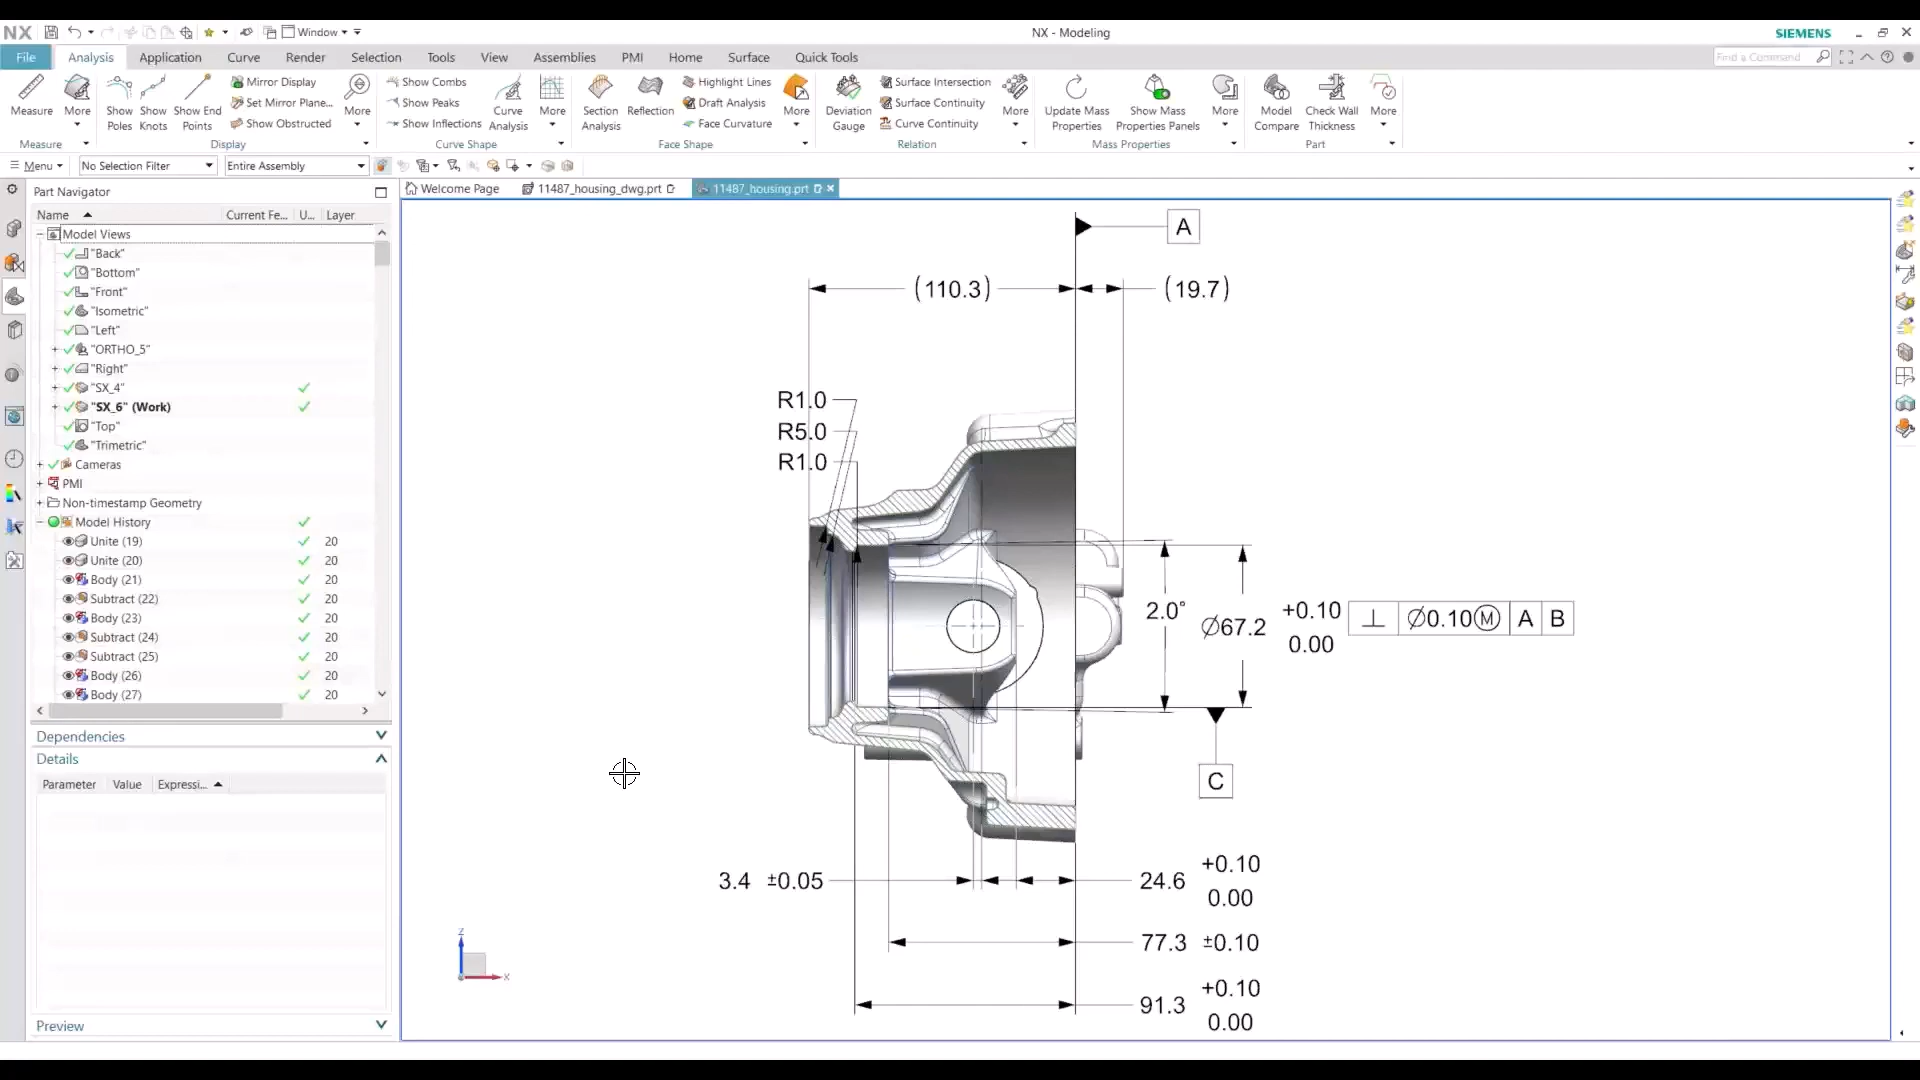 NX Window NX - Modeling SIEMENS
File Analysis Application Curve Render Selection Tools View Assemblies PMI Home Surface Quick Tools Find a Command
Measure More Show Poles Show Knots Show End Points Mirror Display Set Mirror Plane... Show Obstructed More Show Combs Show Peaks Show Inflections Curve Analysis More Section Analysis Reflection Highlight Lines Draft Analysis Face Curvature More Deviation Gauge Surface Intersection Surface Continuity Curve Continuity More Update Mass Properties Show Mass Properties Panels More Model Compare Check Wall Thickness More
Measure Display Curve Shape Face Shape Relation Mass Properties Part
Menu No Selection Filter Entire Assembly
Part Navigator Welcome Page 11487_housing_dwg.prt 11487_housing.prt
Name Current Fe... U... Layer
Model Views
"Back"
"Bottom"
"Front"
"Isometric"
"Left"
"ORTHO_5"
"Right"
"SX_4"
"SX_6" (Work)
"Top"
"Trimetric"
Cameras
PMI
Non-timestamp Geometry
Model History
Unite (19) 20
Unite (20) 20
Body (21) 20
Subtract (22) 20
Body (23) 20
Subtract (24) 20
Subtract (25) 20
Body (26) 20
Body (27) 20
Dependencies
Details
Parameter Value Expressi...
Preview
A
(110.3) (19.7)
R1.0
R5.0
R1.0
2.0° ∅67.2 +0.10 0.00 ⊥ ∅0.10Ⓜ A B
C
3.4 ±0.05 24.6 +0.10 0.00
77.3 ±0.10
91.3 +0.10 0.00
Z
X